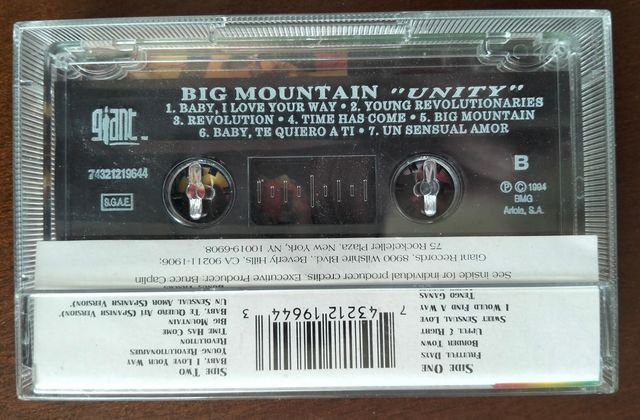 BIG MOUNTAIN "UNITY"
1. BABY, I LOVE YOUR WAY • 2. YOUNG REVOLUTIONARIES
3. REVOLUTION • 4. TIME HAS COME • 5. BIG MOUNTAIN
6. BABY, TE QUIERO A TI • 7. UN SENSUAL AMOR
giant
74321219644
S.G.A.E.
B
℗ © 1994
BMG
Ariola, S.A.
See inside for individual producer credits. Executive Producer: Bruce Caplin
Giant Records, 8900 Wilshire Blvd., Beverly Hills, CA 90211-1906;
75 Rockefeller Plaza, New York, NY 10019-6908
SIDE ONE
FRUITFUL DAYS
BORDER TOWN
UPFUL & RIGHT
SWEET SENSUAL LOVE
I WOULD FIND A WAY
TENGO GANAS
SIDE TWO
BABY, I LOVE YOUR WAY
YOUNG REVOLUTIONARIES
REVOLUTION
TIME HAS COME
BIG MOUNTAIN
BABY, TE QUIERO ATI (SPANISH VERSION)'
UN SENSUAL AMOR (SPANISH VERSION)'
7 43212 19644 3